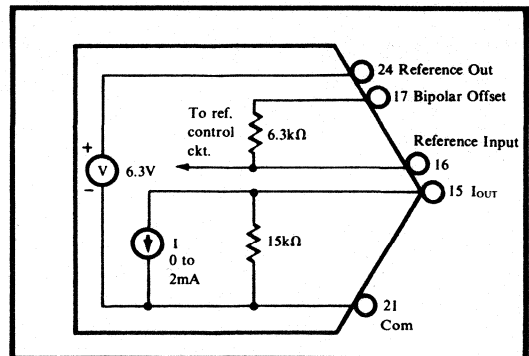 24 Reference Out
17 Bipolar Offset
To ref.
control
ckt.
6.3kΩ
Reference Input
16
+
V
6.3V
−
15 IOUT
I
0 to
2mA
15kΩ
21
Com